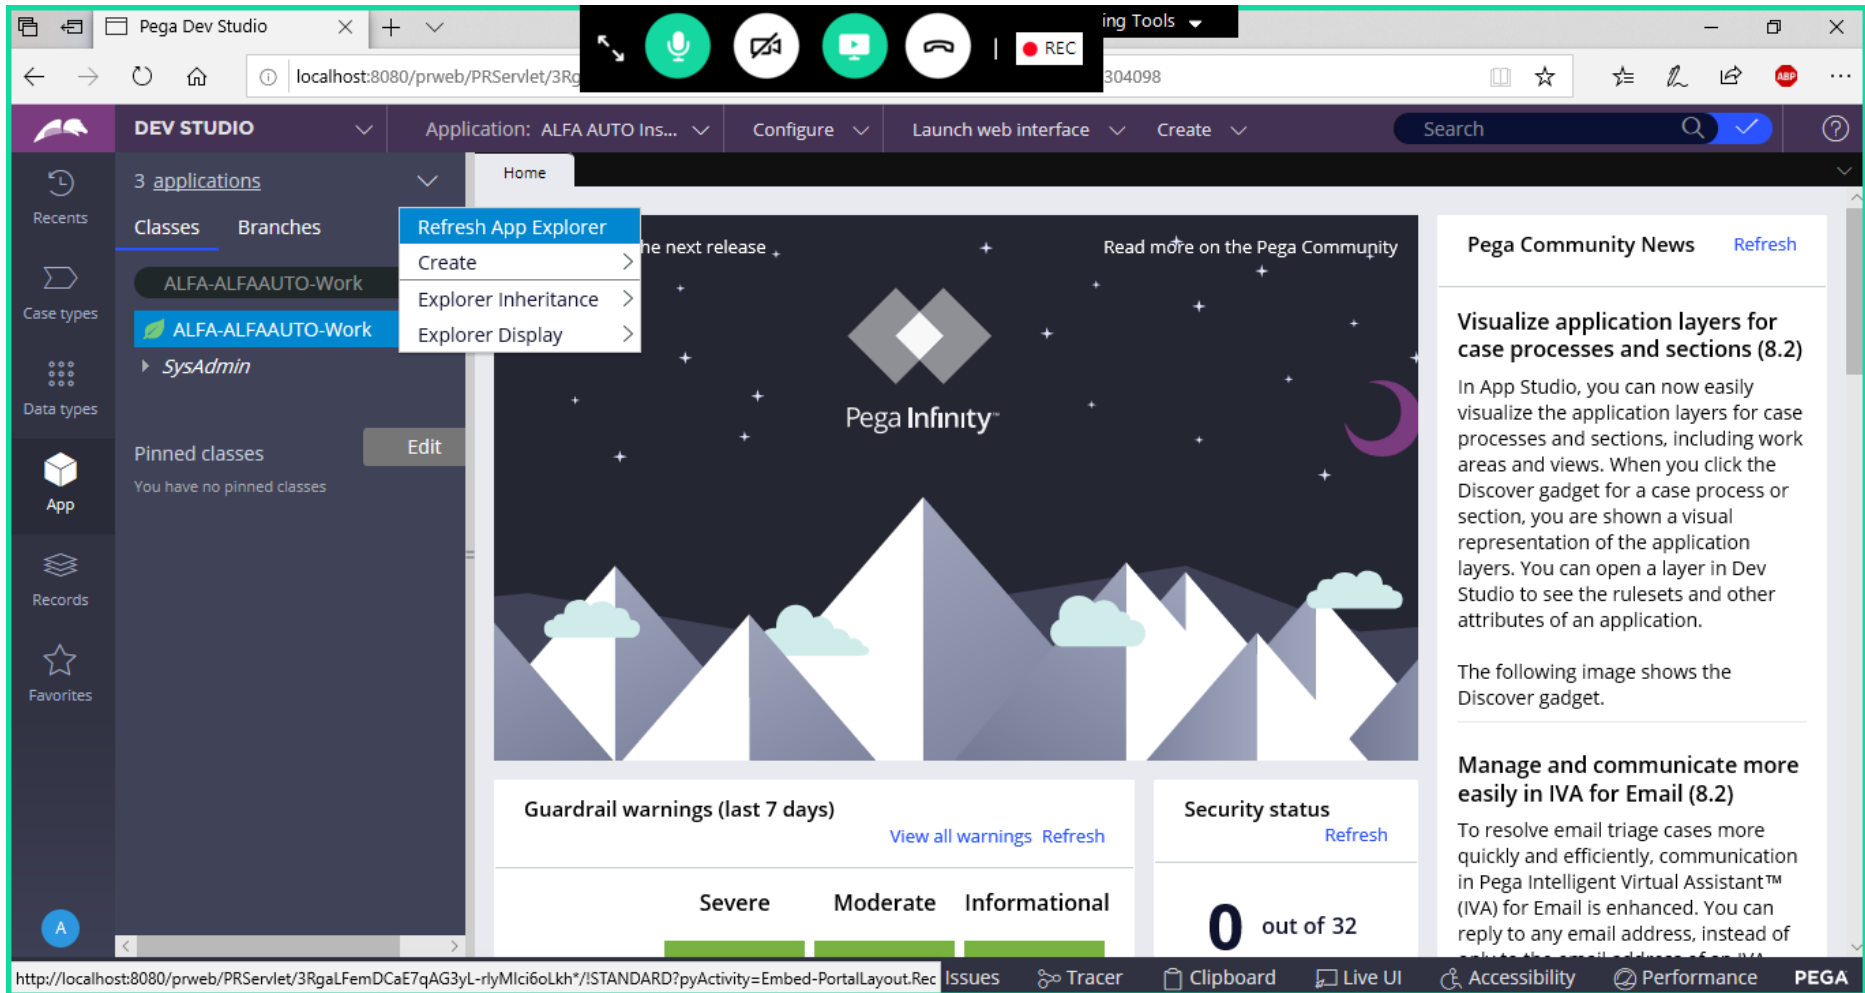 Pega Dev Studio
ing Tools
REC
localhost:8080/prweb/PRServlet/3Rg
304098
ABP
DEV STUDIO
Application: ALFA AUTO Ins...
Configure
Launch web interface
Create
Search
Recents
Case types
Data types
App
Records
Favorites
A
3 applications
Classes
Branches
ALFA-ALFAAUTO-Work
ALFA-ALFAAUTO-Work
SysAdmin
Pinned classes
Edit
You have no pinned classes
Refresh App Explorer
Create
Explorer Inheritance
Explorer Display
Home
he next release
Read more on the Pega Community
Pega Infinity™
Guardrail warnings (last 7 days)
View all warnings Refresh
Severe Moderate Informational
Security status
Refresh
0 out of 32
Pega Community News Refresh
Visualize application layers for
case processes and sections (8.2)
In App Studio, you can now easily
visualize the application layers for case
processes and sections, including work
areas and views. When you click the
Discover gadget for a case process or
section, you are shown a visual
representation of the application
layers. You can open a layer in Dev
Studio to see the rulesets and other
attributes of an application.
The following image shows the
Discover gadget.
Manage and communicate more
easily in IVA for Email (8.2)
To resolve email triage cases more
quickly and efficiently, communication
in Pega Intelligent Virtual Assistant™
(IVA) for Email is enhanced. You can
reply to any email address, instead of
http://localhost:8080/prweb/PRServlet/3RgaLFemDCaE7qAG3yL-rlyMIci6oLkh*/!STANDARD?pyActivity=Embed-PortalLayout.Rec
Issues
Tracer
Clipboard
Live UI
Accessibility
Performance
PEGA